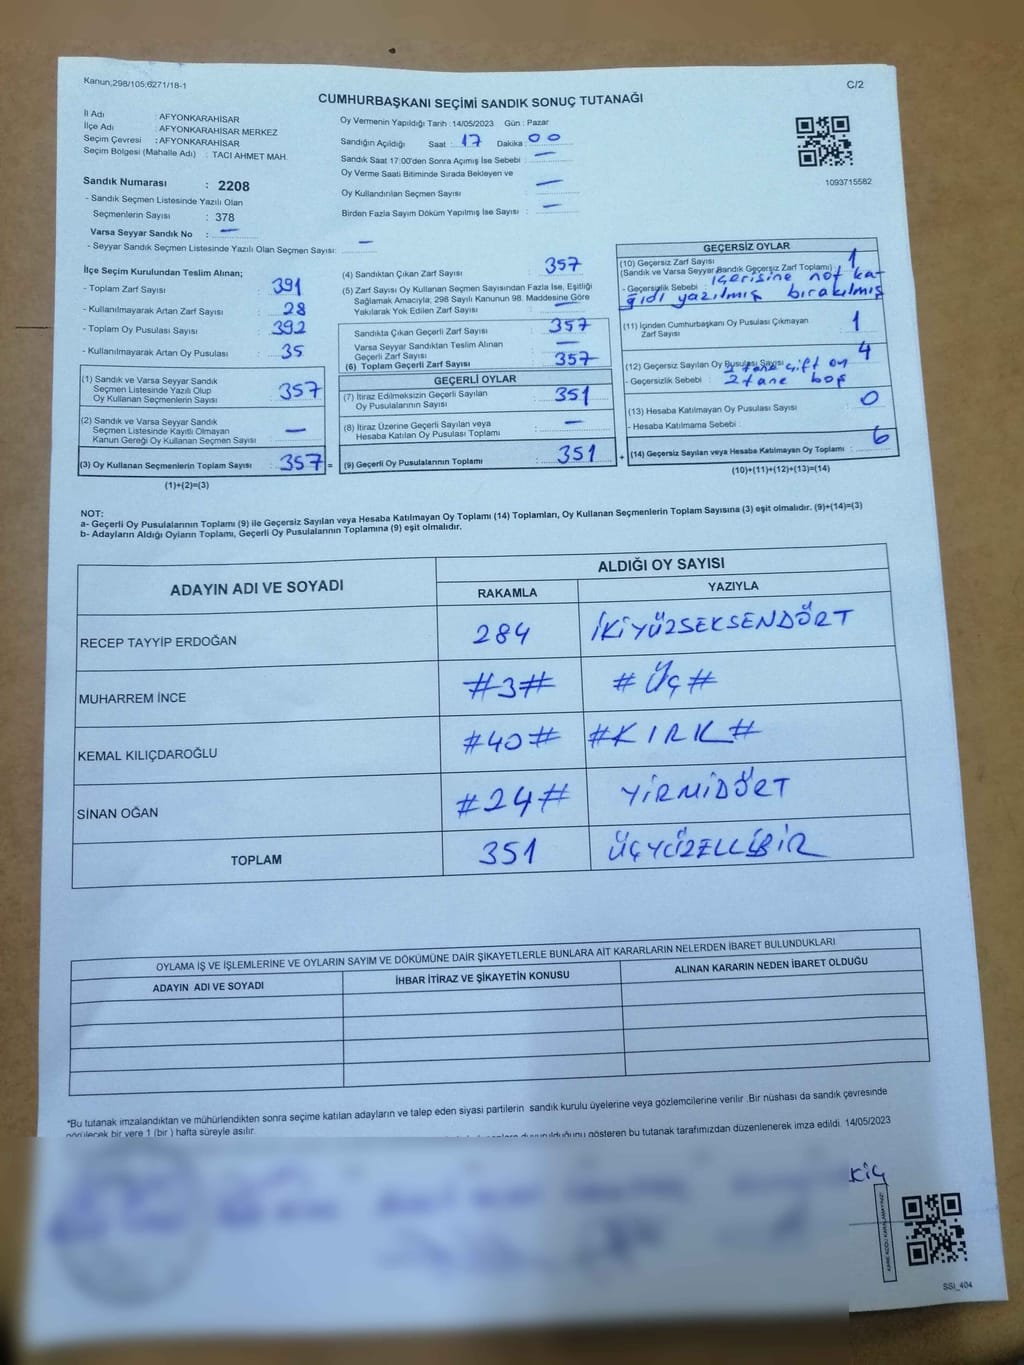 Kanun;298/105;6271/18-1
C/2
CUMHURBAŞKANI SEÇİMİ SANDIK SONUÇ TUTANAĞI
İl Adı : AFYONKARAHİSAR
İlçe Adı : AFYONKARAHİSAR MERKEZ
Seçim Çevresi : AFYONKARAHİSAR
Seçim Bölgesi (Mahalle Adı) : TACI AHMET MAH.
Sandık Numarası : 2208
- Sandık Seçmen Listesinde Yazılı Olan
Seçmenlerin Sayısı : 378
Varsa Seyyar Sandık No : —
- Seyyar Sandık Seçmen Listesinde Yazılı Olan Seçmen Sayısı: —
Oy Vermenin Yapıldığı Tarih : 14/05/2023 Gün : Pazar
Sandığın Açıldığı Saat : 17 Dakika : 00
Sandık Saat 17:00'den Sonra Açımış İse Sebebi : —
Oy Verme Saati Bitiminde Sırada Bekleyen ve
Oy Kullandırılan Seçmen Sayısı : —
Birden Fazla Sayım Döküm Yapılmış İse Sayısı : —
1093715582
İlçe Seçim Kurulundan Teslim Alınan;
- Toplam Zarf Sayısı : 391
- Kullanılmayarak Artan Zarf Sayısı : 28
- Toplam Oy Pusulası Sayısı : 392
- Kullanılmayarak Artan Oy Pusulası : 35
(1) Sandık ve Varsa Seyyar Sandık
Seçmen Listesinde Yazılı Olup
Oy Kullanan Seçmenlerin Sayısı : 357
(2) Sandık ve Varsa Seyyar Sandık
Seçmen Listesinde Kayıtlı Olmayan
Kanun Gereği Oy Kullanan Seçmen Sayısı : —
(3) Oy Kullanan Seçmenlerin Toplam Sayısı : 357 =
(1)+(2)=(3)
(4) Sandıktan Çıkan Zarf Sayısı : 357
(5) Zarf Sayısı Oy Kullanan Seçmen Sayısından Fazla İse, Eşitliği
Sağlamak Amacıyla; 298 Sayılı Kanunun 98. Maddesine Göre
Yakılarak Yok Edilen Zarf Sayısı : —
Sandıkta Çıkan Geçerli Zarf Sayısı : 357
Varsa Seyyar Sandıktan Teslim Alınan
Geçerli Zarf Sayısı : —
(6) Toplam Geçerli Zarf Sayısı : 357
GEÇERLİ OYLAR
(7) İtiraz Edilmeksizin Geçerli Sayılan
Oy Pusulalarının Sayısı : 351
(8) İtiraz Üzerine Geçerli Sayılan veya
Hesaba Katılan Oy Pusulası Toplamı : —
(9) Geçerli Oy Pusulalarının Toplamı : 351 +
GEÇERSİZ OYLAR
(10) Geçersiz Zarf Sayısı : 1
(Sandık ve Varsa Seyyar Sandık Geçersiz Zarf Toplamı)
- Geçersizlik Sebebi : içerisine not ka-
ğıdı yazılmış bırakılmış
(11) İçinden Cumhurbaşkanı Oy Pusulası Çıkmayan
Zarf Sayısı : 1
(12) Geçersiz Sayılan Oy Pusulası Sayısı : 4
2 tane çift oy
- Geçersizlik Sebebi : 2 tane boş
(13) Hesaba Katılmayan Oy Pusulası Sayısı : 0
- Hesaba Katılmama Sebebi :
(14) Geçersiz Sayılan veya Hesaba Katılmayan Oy Toplamı : 6
(10)+(11)+(12)+(13)=(14)
NOT:
a- Geçerli Oy Pusulalarının Toplamı (9) ile Geçersiz Sayılan veya Hesaba Katılmayan Oy Toplamı (14) Toplamları, Oy Kullanan Seçmenlerin Toplam Sayısına (3) eşit olmalıdır. (9)+(14)=(3)
b- Adayların Aldığı Oyların Toplamı, Geçerli Oy Pusulalarının Toplamına (9) eşit olmalıdır.
ADAYIN ADI VE SOYADI
ALDIĞI OY SAYISI
RAKAMLA YAZIYLA
RECEP TAYYİP ERDOĞAN 284 İKİYÜZSEKSENDÖRT
MUHARREM İNCE #3# #Üç#
KEMAL KILIÇDAROĞLU #40# #KIRK#
SİNAN OĞAN #24# YİRMİDÖRT
TOPLAM 351 ÜÇYÜZELLİBİR
OYLAMA İŞ VE İŞLEMLERİNE VE OYLARIN SAYIM VE DÖKÜMÜNE DAİR ŞİKAYETLERLE BUNLARA AİT KARARLARIN NELERDEN İBARET BULUNDUKLARI
ADAYIN ADI VE SOYADI İHBAR İTİRAZ VE ŞİKAYETİN KONUSU ALINAN KARARIN NEDEN İBARET OLDUĞU
*Bu tutanak imzalandıktan ve mühürlendikten sonra seçime katılan adayların ve talep eden siyasi partilerin sandık kurulu üyelerine veya gözlemcilerine verilir .Bir nüshası da sandık çevresinde
görülecek bir yere 1 (bir ) hafta süreyle asılır.
duyurulduğunu gösteren bu tutanak tarafımızdan düzenlenerek imza edildi. 14/05/2023
SSI_404